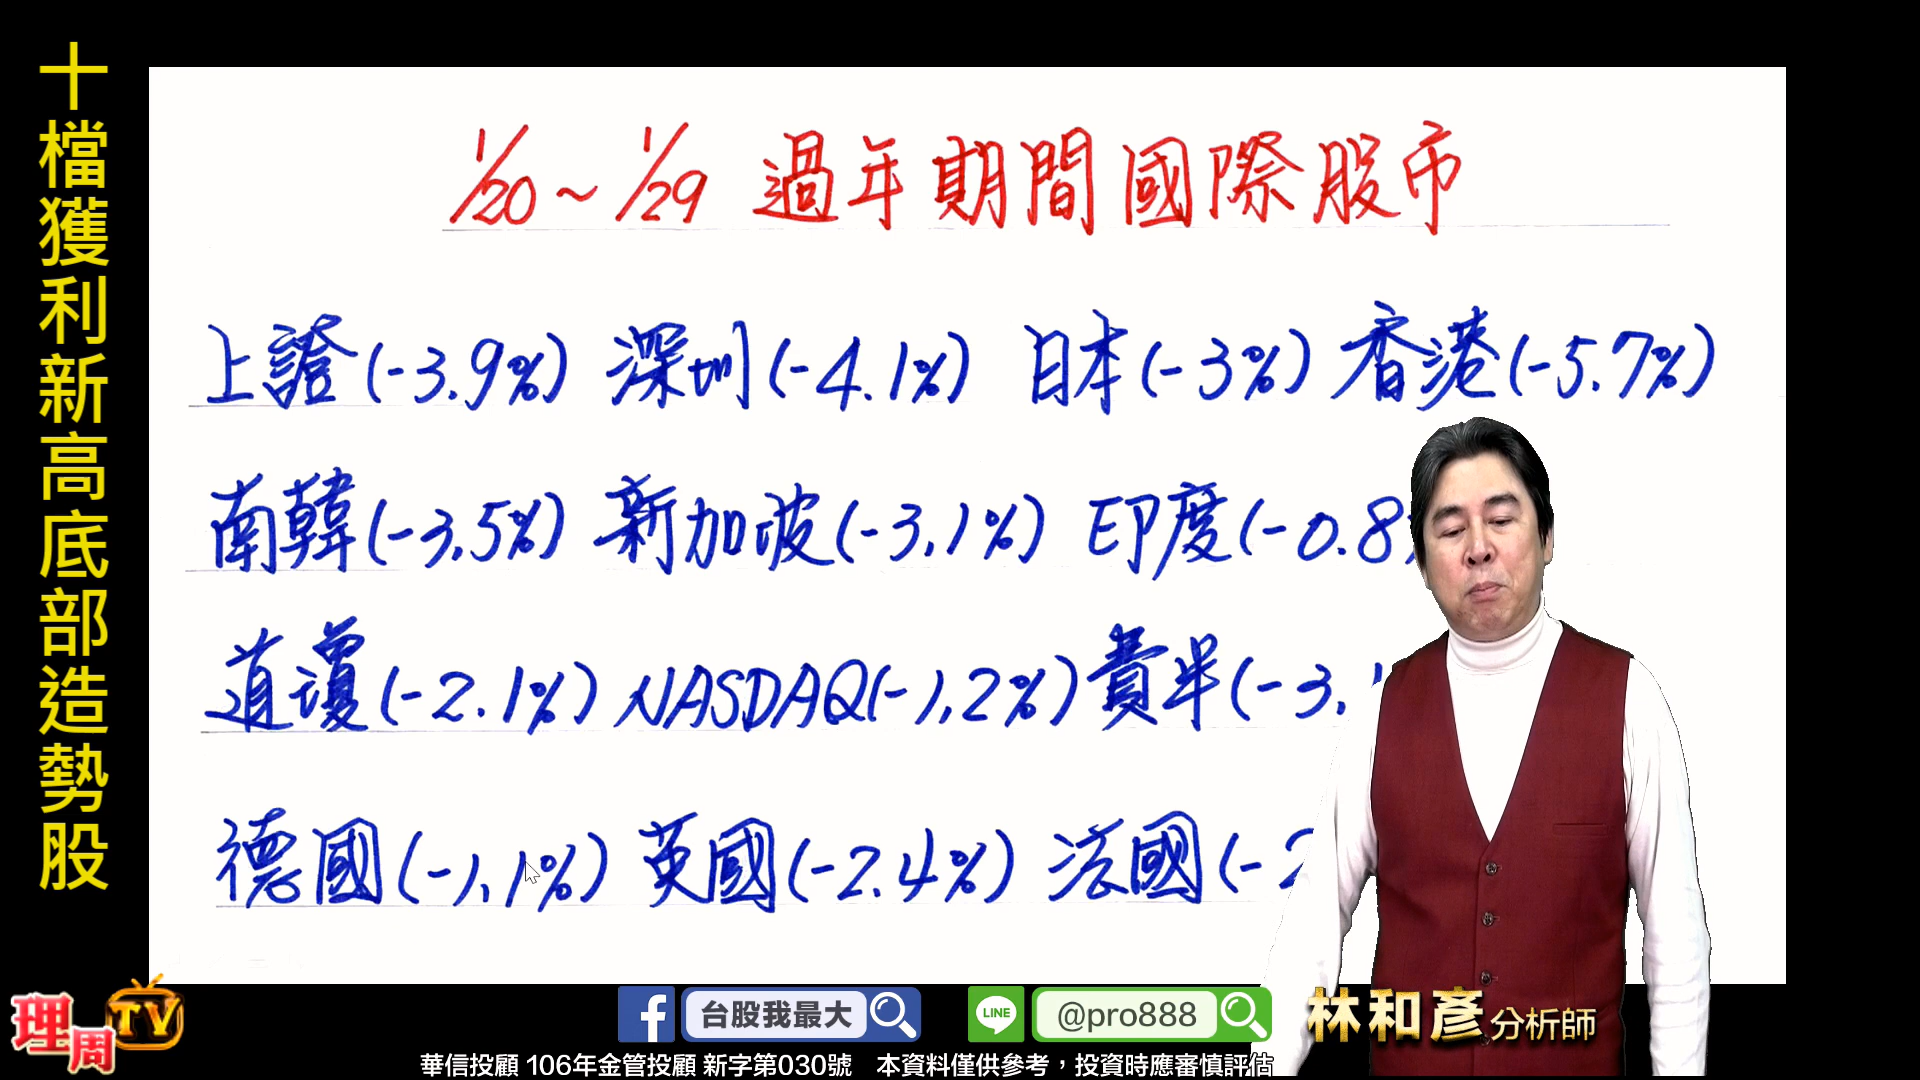 十檔獲利新高底部造勢股
1/20~1/29 過年期間國際股市
上證(-3.9%) 深圳(-4.1%) 日本(-3%) 香港(-5.7%)
南韓(-3.5%) 新加波(-3.1%) 印度(-0.8
道瓊(-2.1%) NASDAQ(-1.2%) 費半(-3.
德國(-1.1%) 英國(-2.4%) 法國(-2
理周TV
台股我最大
LINE @pro888
林和彥分析師
華信投顧 106年金管投顧 新字第030號 本資料僅供參考,投資時應審慎評估